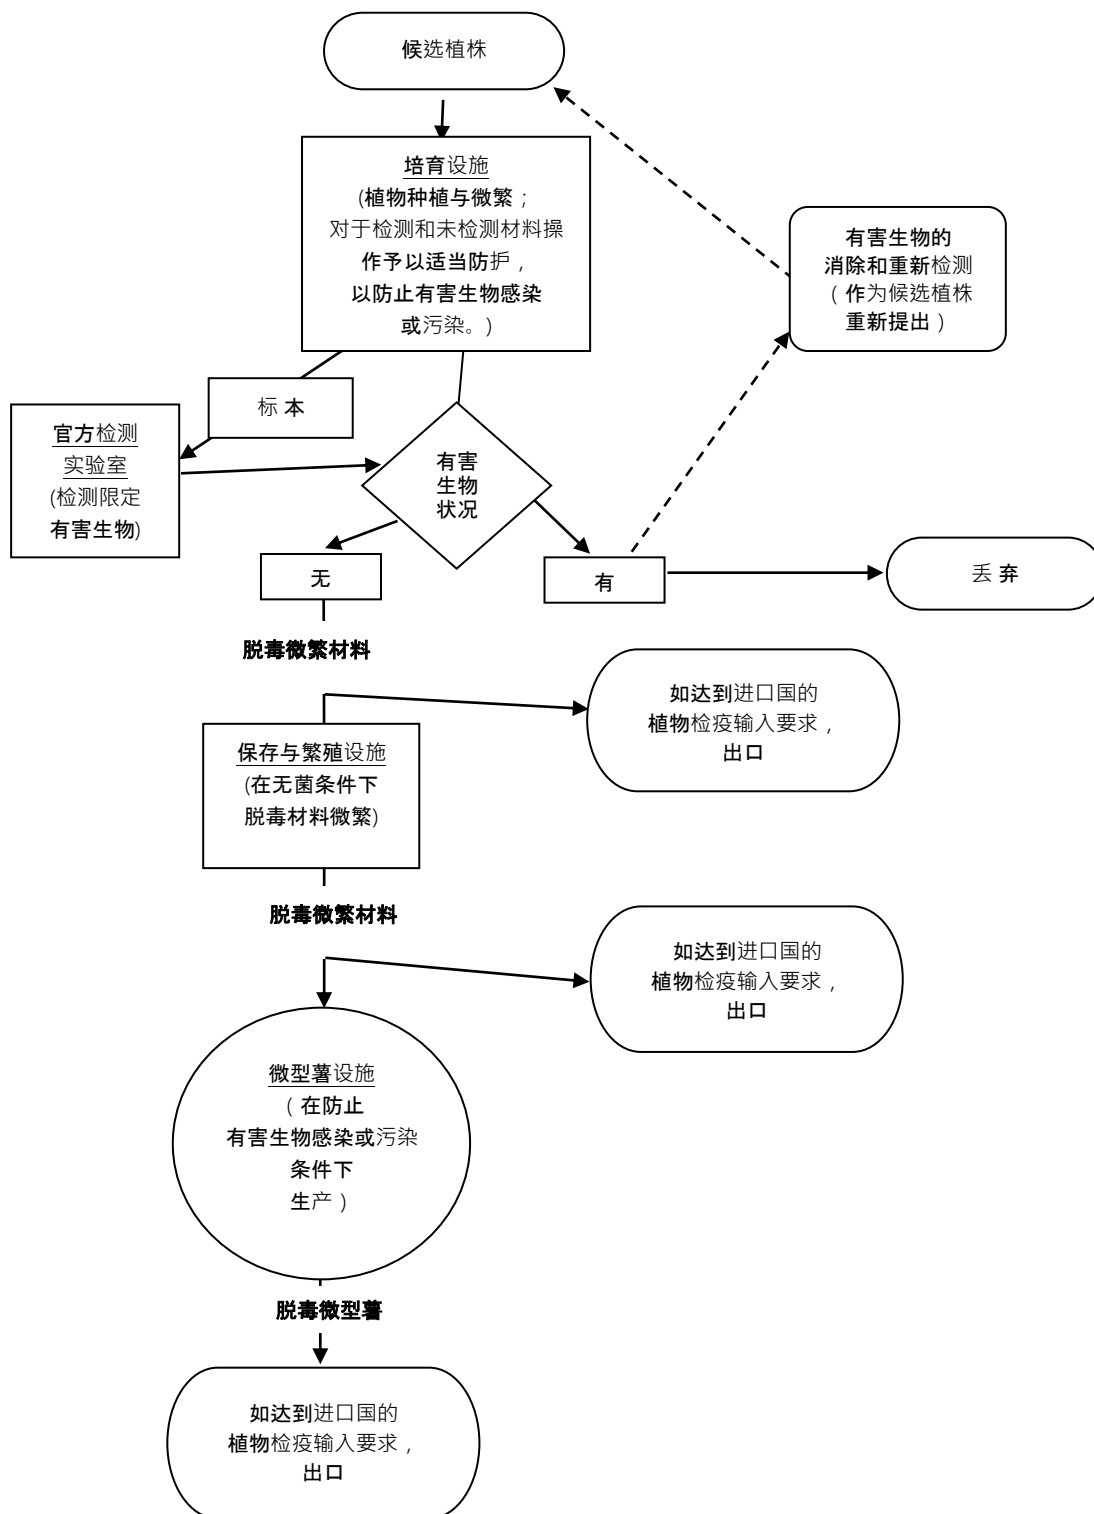 候选植株
培育设施
(植物种植与微繁；
对于检测和未检测材料操
作予以适当防护，
以防止有害生物感染
或污染。)
有害生物的
消除和重新检测
（作为候选植株
重新提出）
标 本
官方检测
实验室
(检测限定
有害生物)
有害
生物
状况
无
有
丢 弃
脱毒微繁材料
如达到进口国的
植物检疫输入要求，
出口
保存与繁殖设施
(在无菌条件下
脱毒材料微繁)
脱毒微繁材料
如达到进口国的
植物检疫输入要求，
出口
微型薯设施
（在防止
有害生物感染或污染
条件下
生产）
脱毒微型薯
如达到进口国的
植物检疫输入要求，
出口